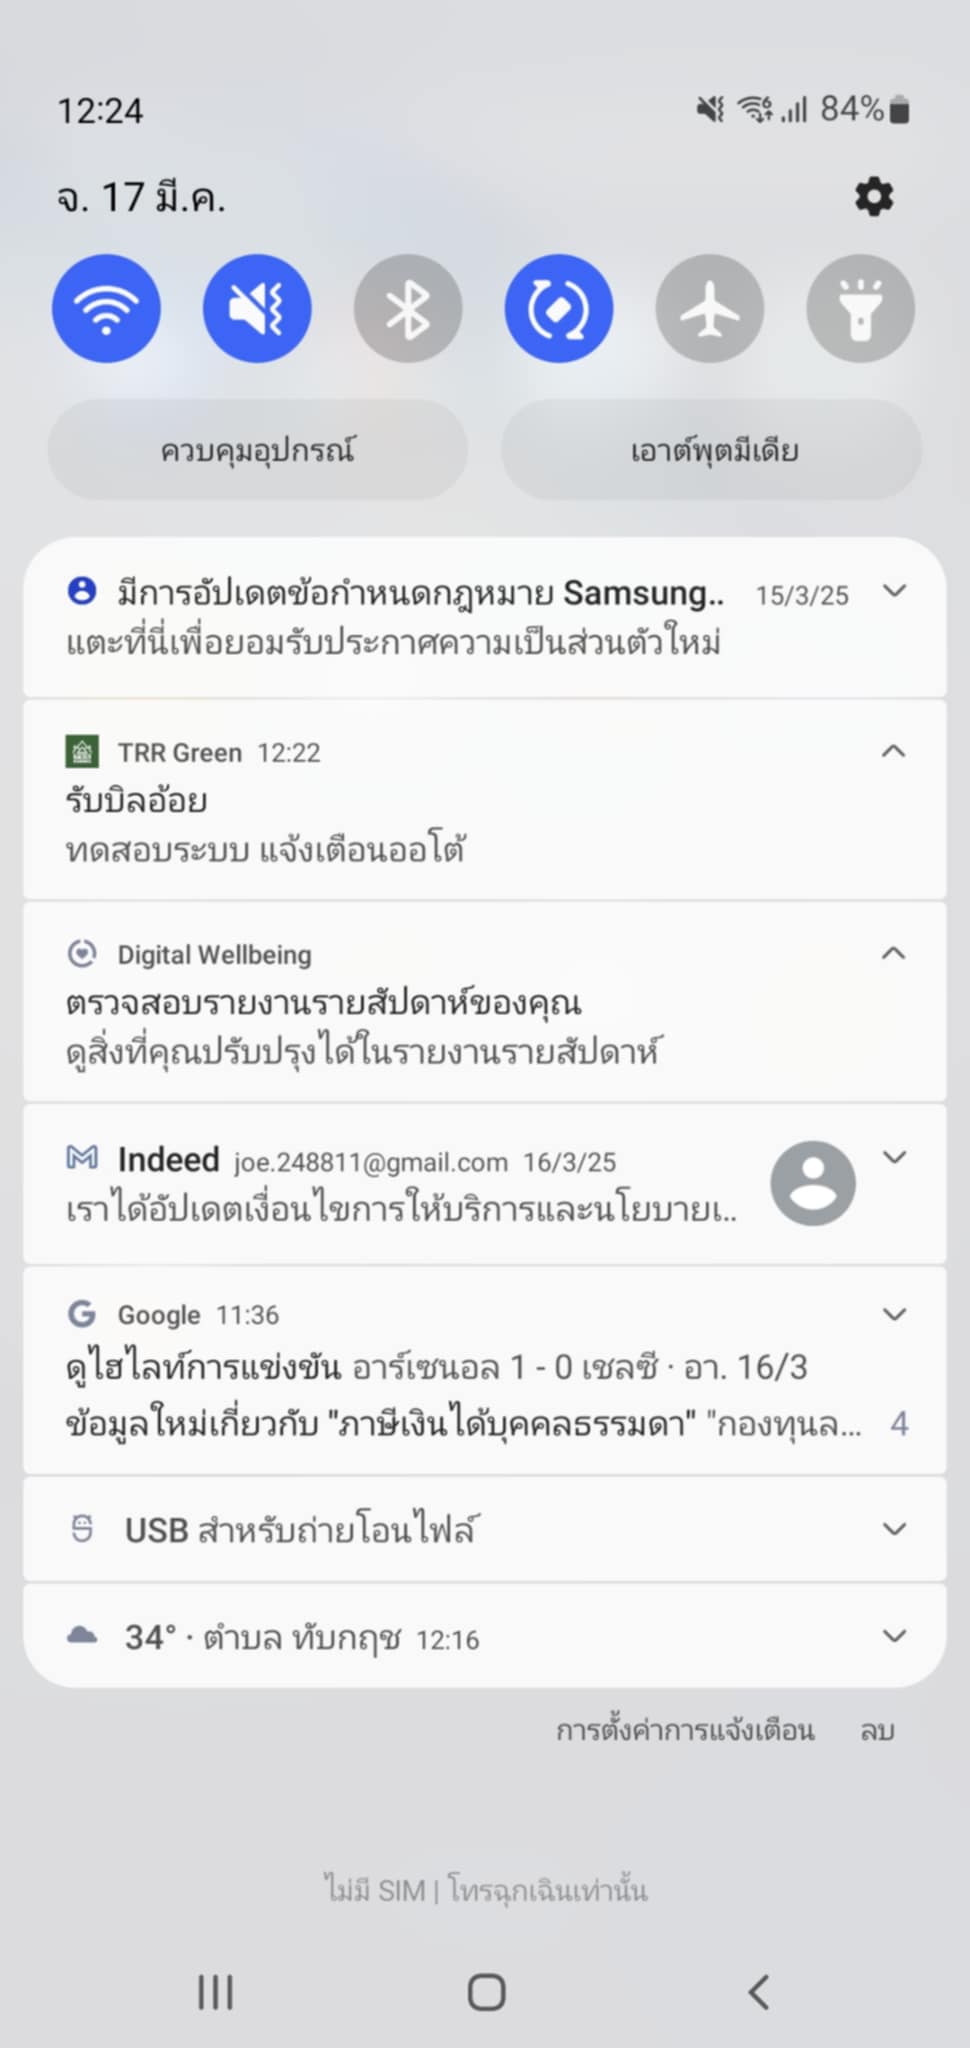 12:24 84%
จ. 17 มี.ค.
ควบคุมอุปกรณ์ เอาต์พุตมีเดีย
มีการอัปเดตข้อกำหนดกฎหมาย Samsung.. 15/3/25
แตะที่นี่เพื่อยอมรับประกาศความเป็นส่วนตัวใหม่
TRR Green 12:22
รับบิลอ้อย
ทดสอบระบบ แจ้งเตือนออโต้
Digital Wellbeing
ตรวจสอบรายงานรายสัปดาห์ของคุณ
ดูสิ่งที่คุณปรับปรุงได้ในรายงานรายสัปดาห์
Indeed joe.248811@gmail.com 16/3/25
เราได้อัปเดตเงื่อนไขการให้บริการและนโยบายเ..
Google 11:36
ดูไฮไลท์การแข่งขัน อาร์เซนอล 1 - 0 เชลซี · อา. 16/3
ข้อมูลใหม่เกี่ยวกับ "ภาษีเงินได้บุคคลธรรมดา" "กองทุนล... 4
USB สำหรับถ่ายโอนไฟล์
34° · ตำบล ทับกฤช 12:16
การตั้งค่าการแจ้งเตือน ลบ
ไม่มี SIM | โทรฉุกเฉินเท่านั้น